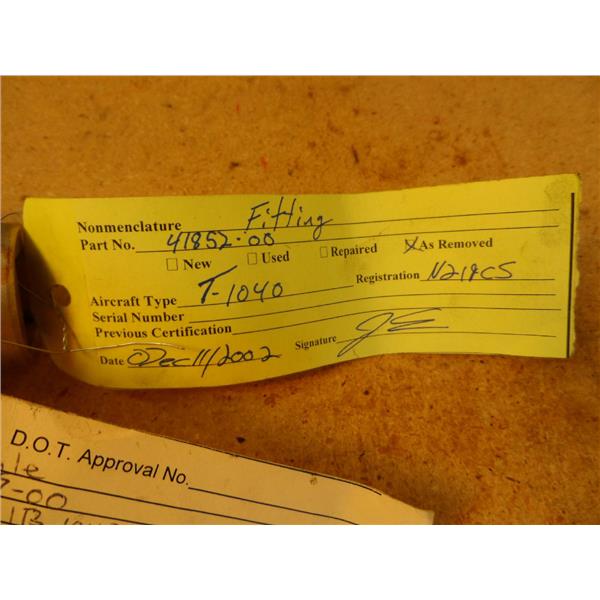 Nonmenclature Fitting
Part No. 41852-00
New Used Repaired X As Removed
Aircraft Type T-1040 Registration N219CS
Serial Number
Previous Certification
Date Dec 11/2002 Signature
D.O.T. Approval No.
-00